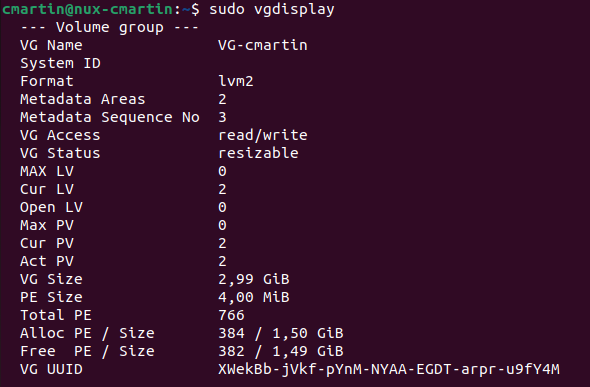 cmartin@nux-cmartin:~$ sudo vgdisplay
--- Volume group ---
VG Name VG-cmartin
System ID
Format lvm2
Metadata Areas 2
Metadata Sequence No 3
VG Access read/write
VG Status resizable
MAX LV 0
Cur LV 2
Open LV 0
Max PV 0
Cur PV 2
Act PV 2
VG Size 2,99 GiB
PE Size 4,00 MiB
Total PE 766
Alloc PE / Size 384 / 1,50 GiB
Free PE / Size 382 / 1,49 GiB
VG UUID XWekBb-jVkf-pYnM-NYAA-EGDT-arpr-u9fY4M